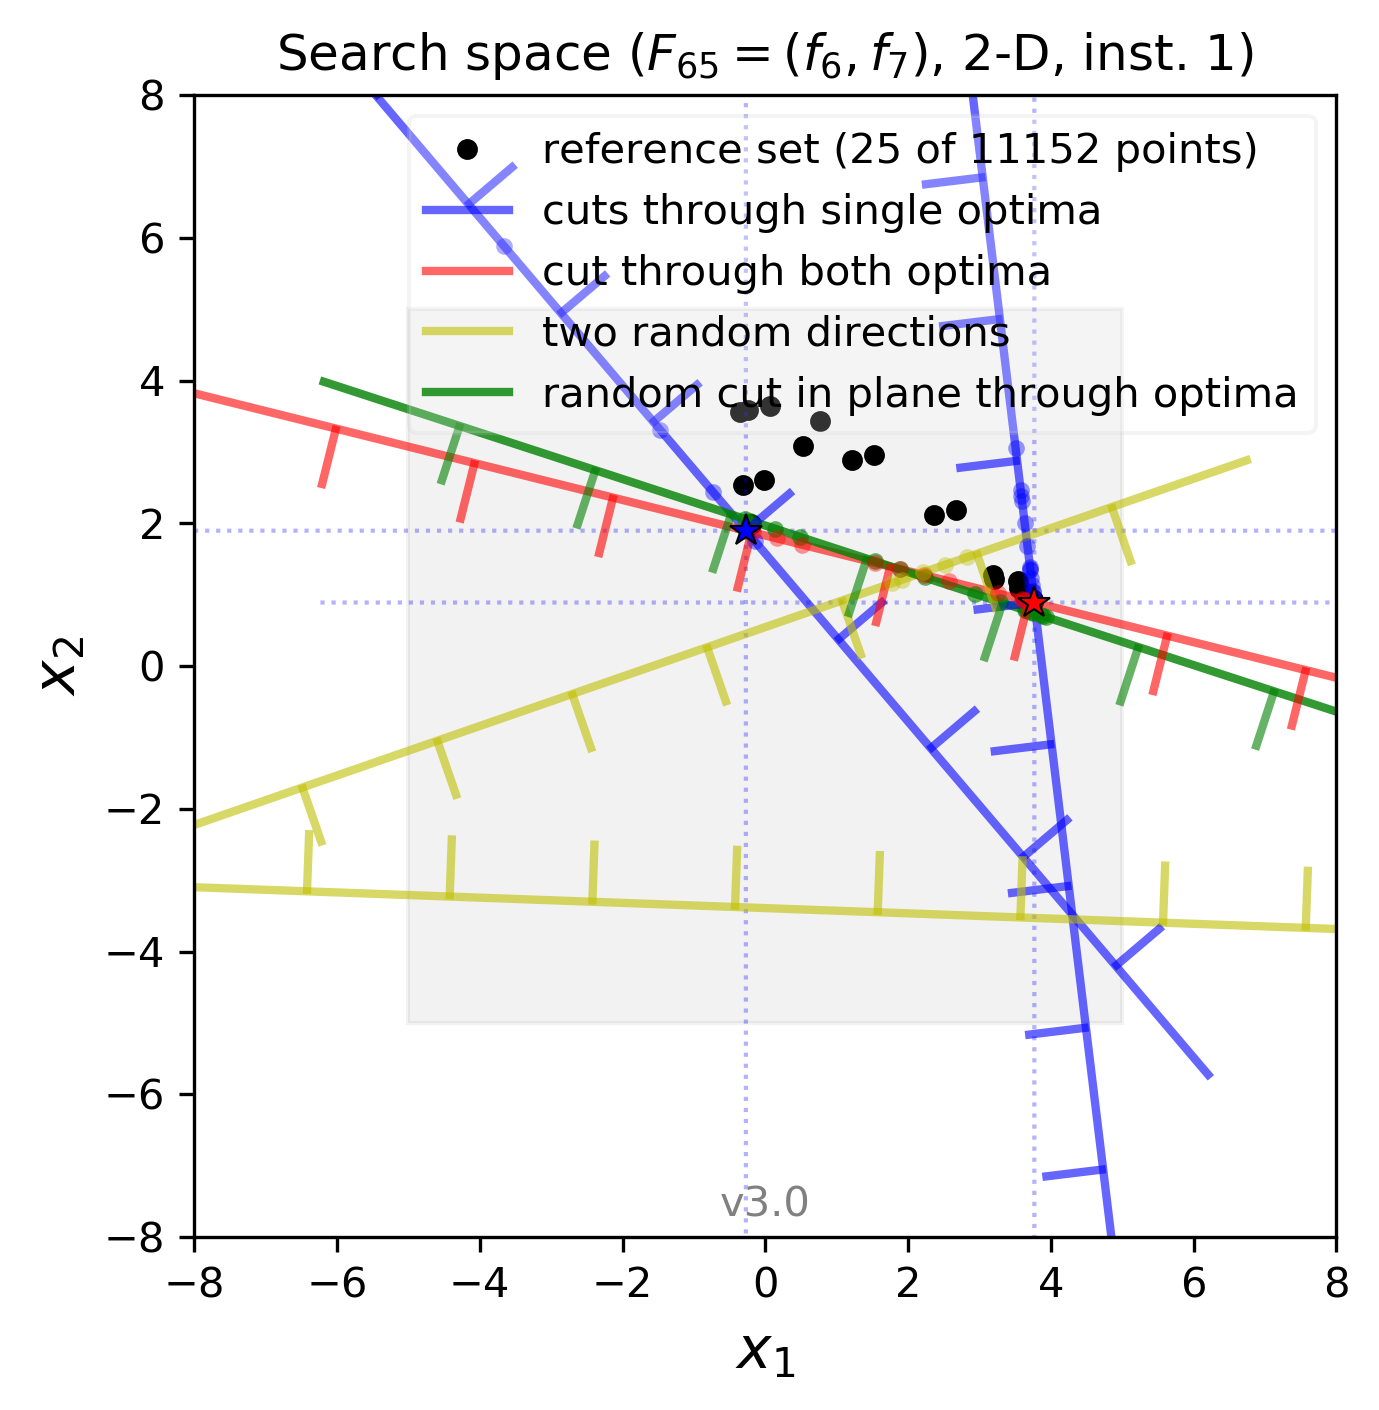 Search space (F65 = (f6, f7), 2-D, inst. 1)
8
6
4
2
0
−2
−4
−6
−8
x2
reference set (25 of 11152 points)
cuts through single optima
cut through both optima
two random directions
random cut in plane through optima
v3.0
−8 −6 −4 −2 0 2 4 6 8
x1